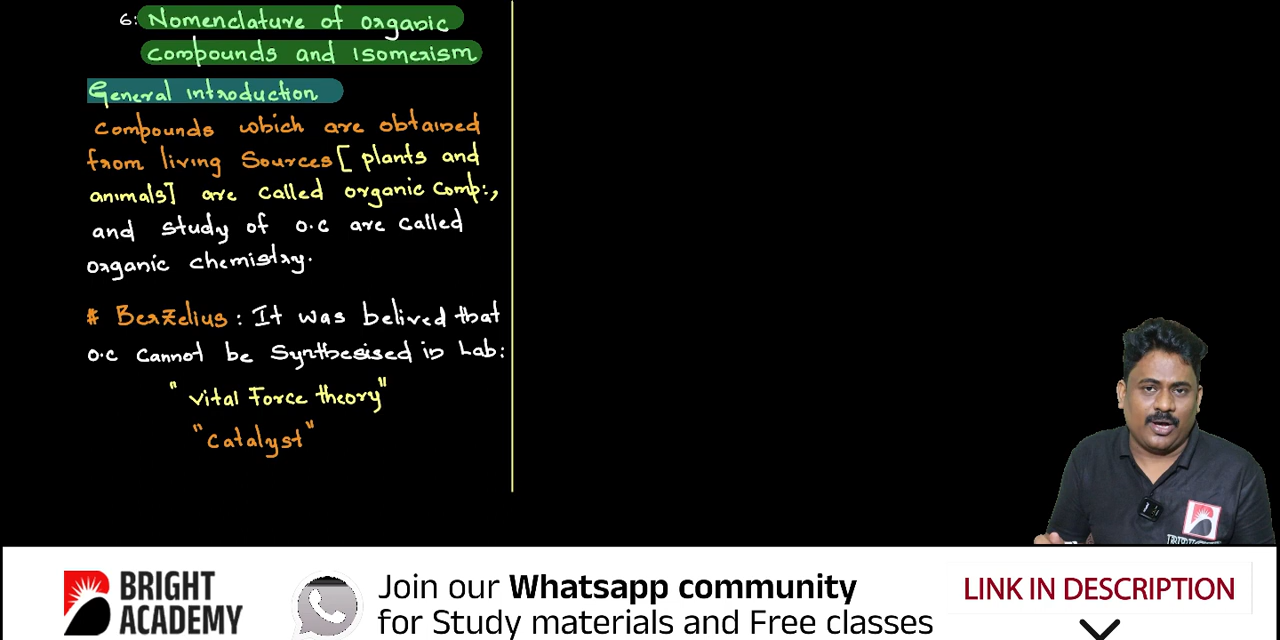 6: Nomenclature of organic
compounds and Isomerism
General introduction
compounds which are obtained
from living Sources [ plants and
animals] are called organic comp:,
and study of o.c are called
organic chemistry.
# Berzelius : It was belived that
o.c cannot be Synthesised in Lab:
"Vital Force theory"
"Catalyst"
BRIGHT
ACADEMY
Join our Whatsapp community
for Study materials and Free classes
LINK IN DESCRIPTION